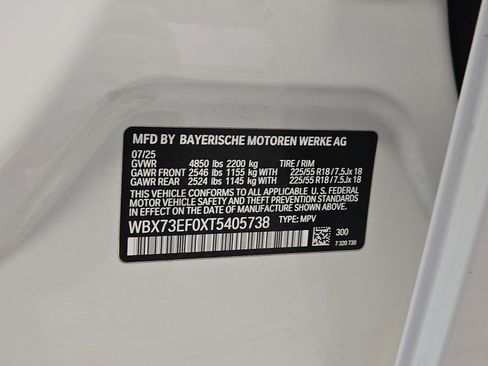 MFD BY BAYERISCHE MOTOREN WERKE AG
07/25
GVWR 4850 lbs 2200 kg TIRE / RIM
GAWR FRONT 2546 lbs 1155 kg WITH 225/55 R18 / 7.5Jx 18
GAWR REAR 2524 lbs 1145 kg WITH 225/55 R18 / 7.5Jx 18
THIS VEHICLE CONFORMS TO ALL APPLICABLE U.S. FEDERAL
MOTOR VEHICLE SAFETY AND THEFT PREVENTION STANDARDS
IN EFFECT ON THE DATE OF MANUFACTURE SHOWN ABOVE.
WBX73EF0XT5405738 TYPE: MPV
300
7 320 730